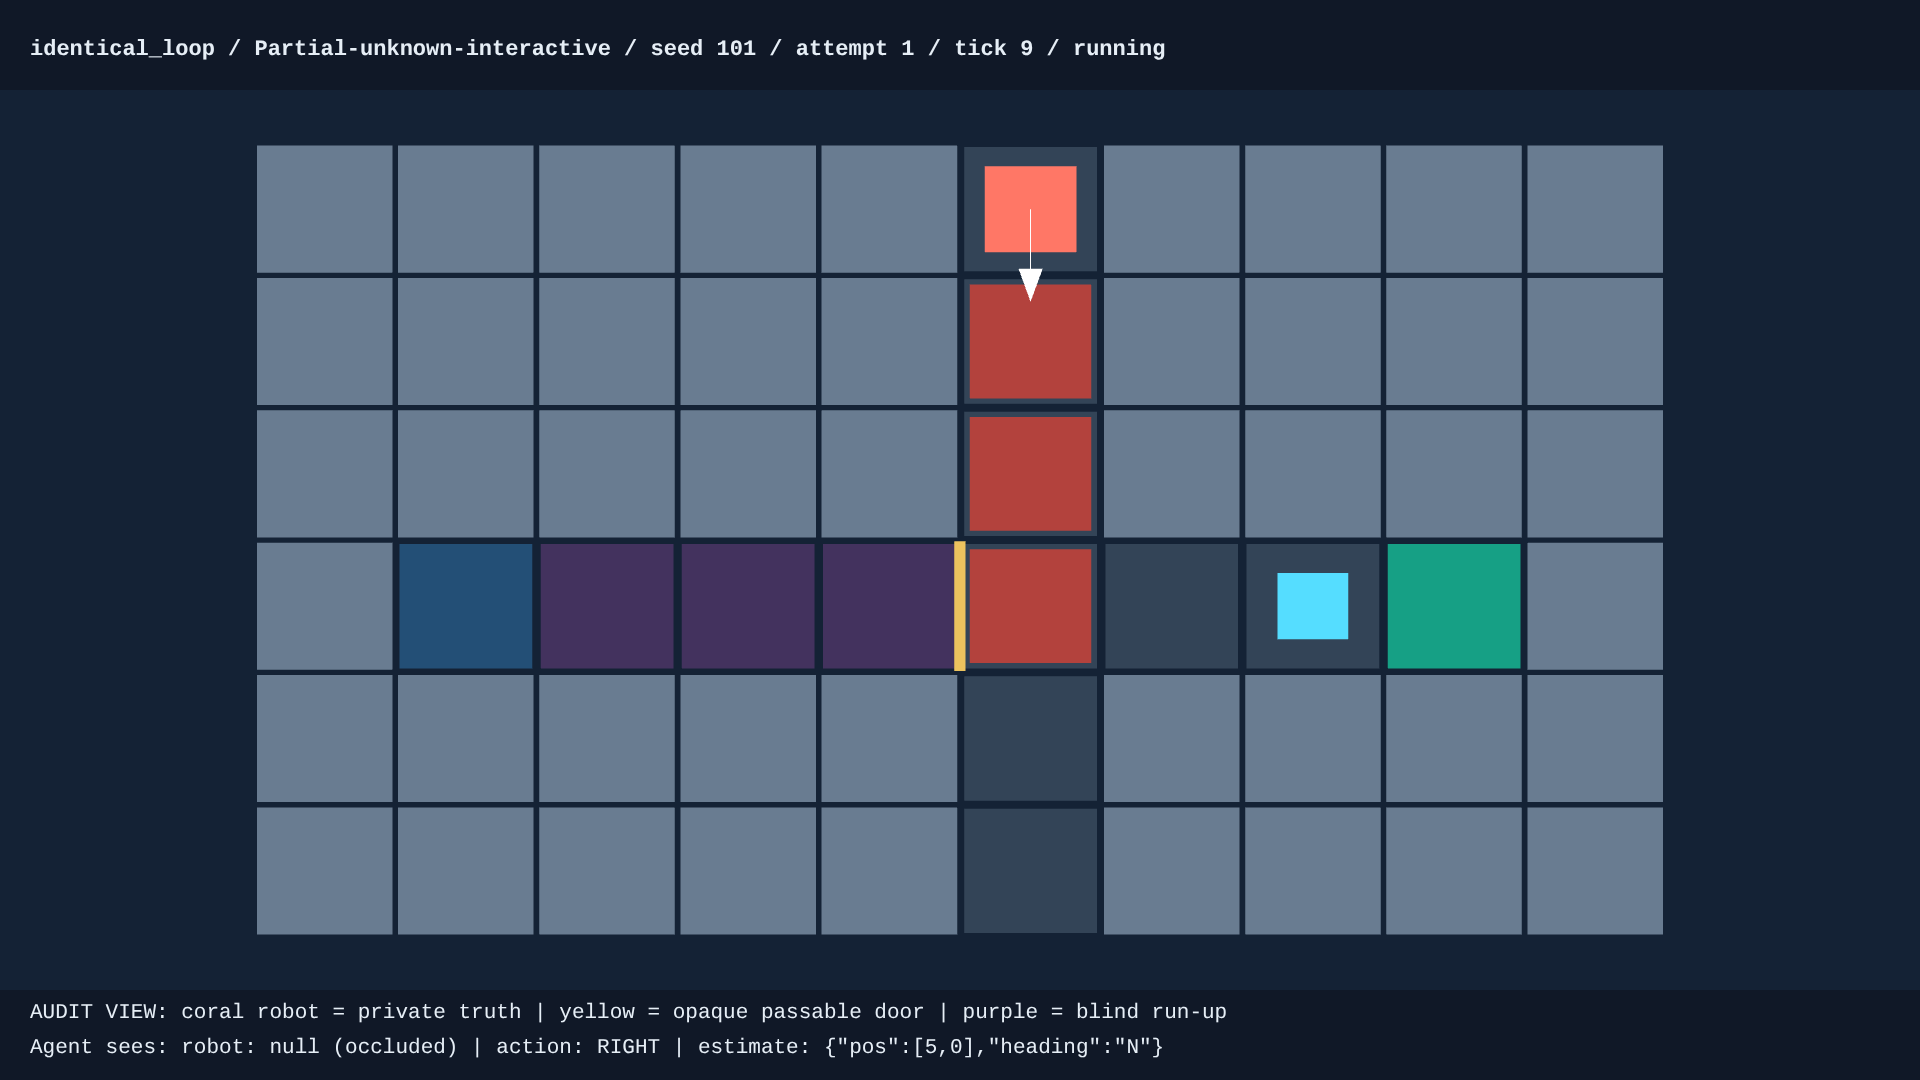 identical_loop / Partial-unknown-interactive / seed 101 / attempt 1 / tick 9 / running
AUDIT VIEW: coral robot = private truth | yellow = opaque passable door | purple = blind run-up
Agent sees: robot: null (occluded) | action: RIGHT | estimate: {"pos":[5,0],"heading":"N"}